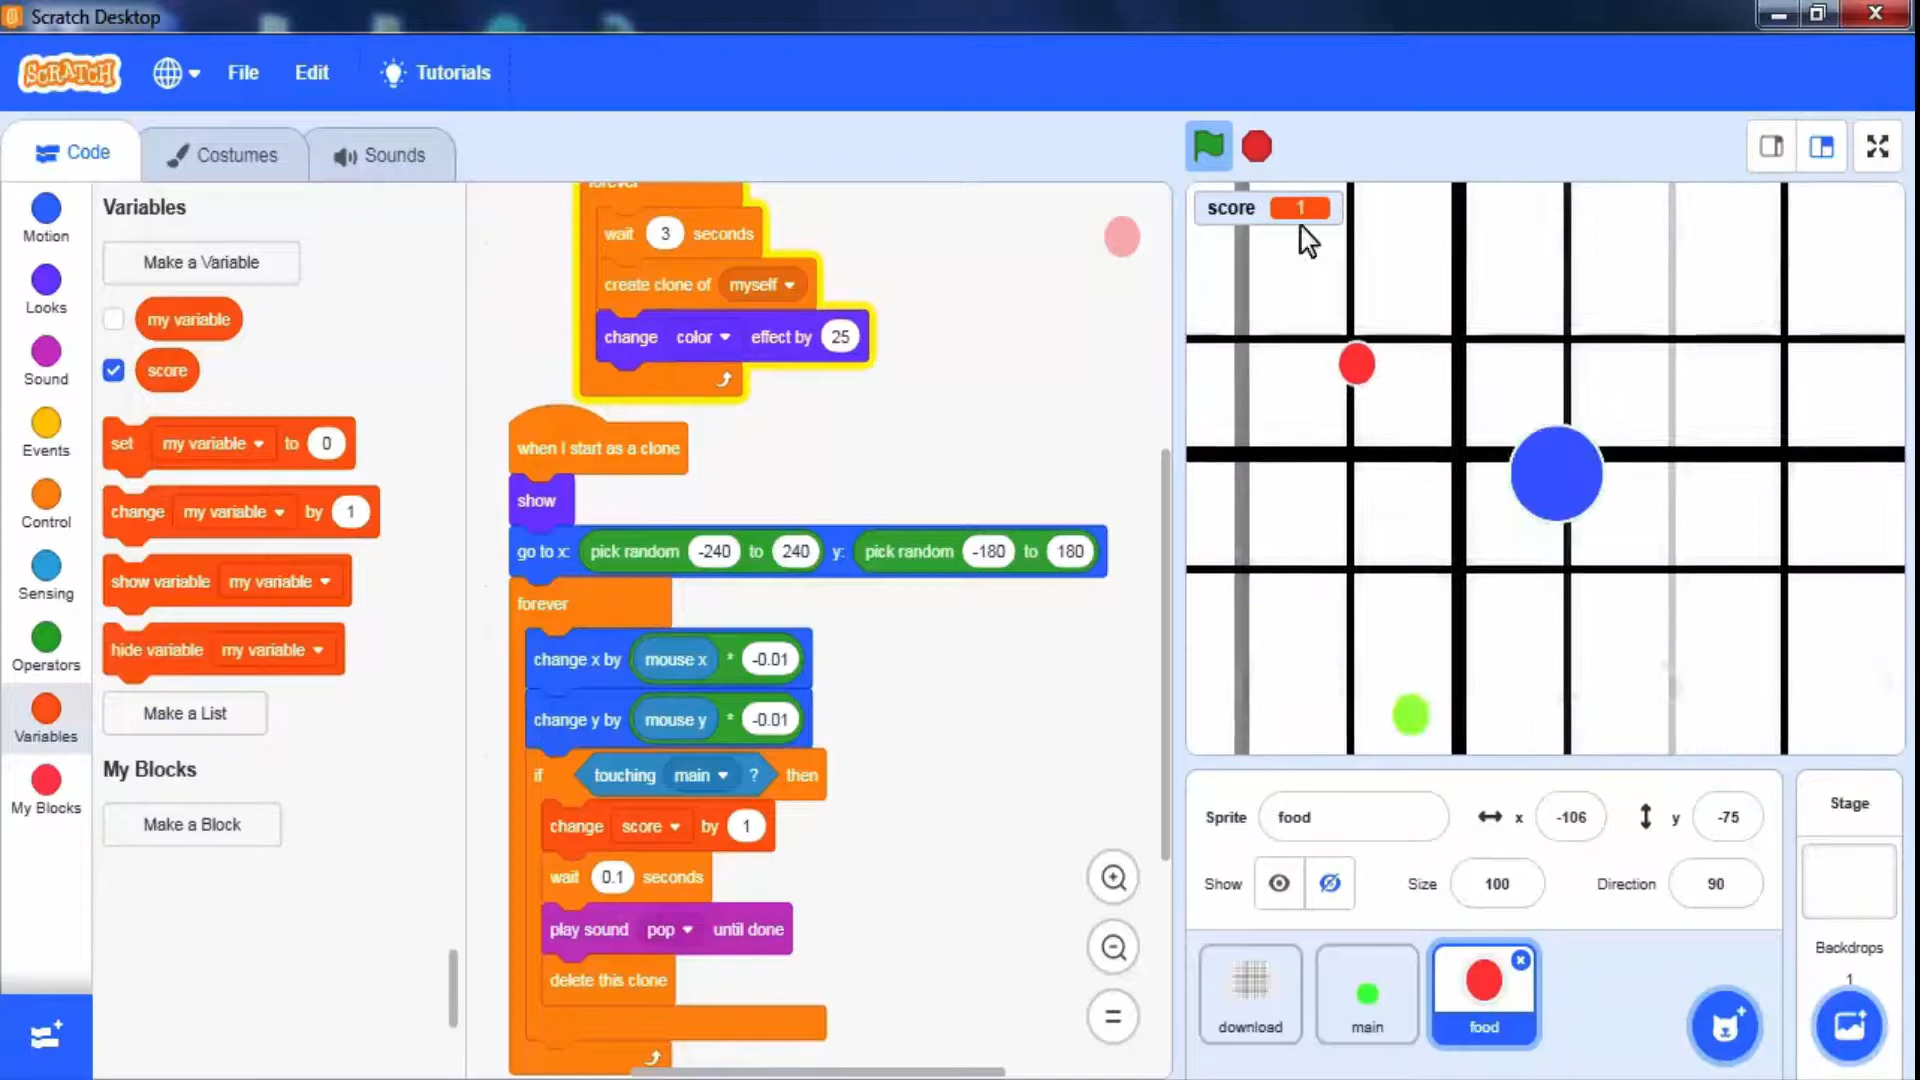 Scratch Desktop
SCRATCH
File
Edit
Tutorials
Code
Costumes
Sounds
Motion
Looks
Sound
Events
Control
Sensing
Operators
Variables
My Blocks
Variables
Make a Variable
my variable
score
set my variable to 0
change my variable by 1
show variable my variable
hide variable my variable
Make a List
My Blocks
Make a Block
forever
wait 3 seconds
create clone of myself
change color effect by 25
when I start as a clone
show
go to x: pick random -240 to 240 y: pick random -180 to 180
forever
change x by mouse x * -0.01
change y by mouse y * -0.01
if touching main ? then
change score by 1
wait 0.1 seconds
play sound pop until done
delete this clone
score 1
Sprite food x -106 y -75
Show Size 100 Direction 90
download
main
food
Stage
Backdrops
1